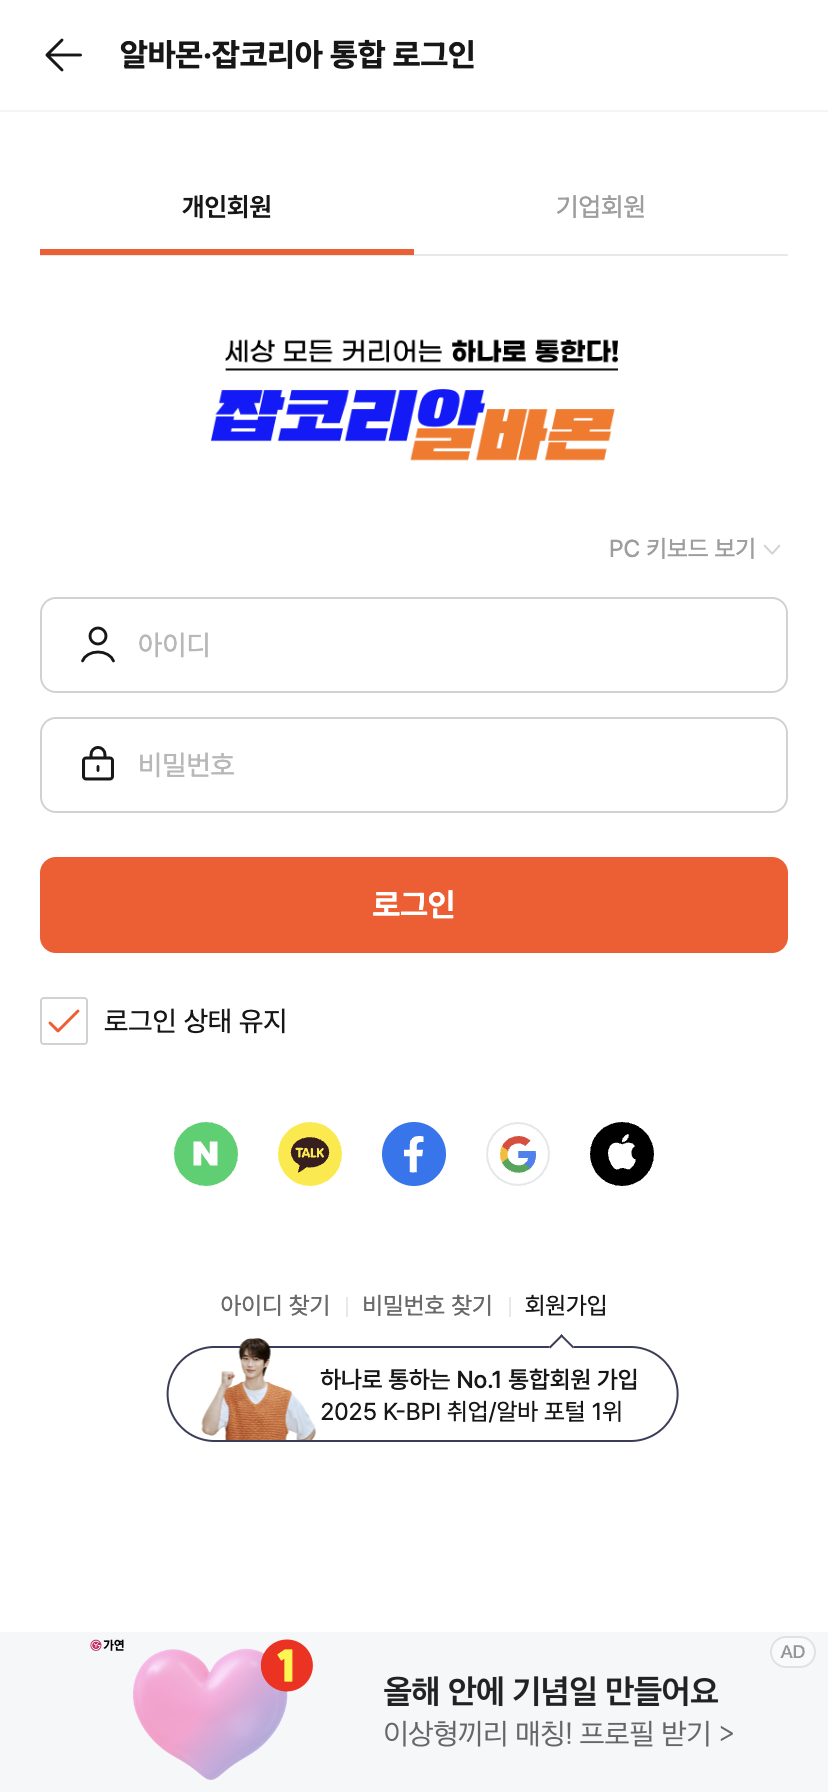 알바몬·잡코리아 통합 로그인
개인회원
기업회원
세상 모든 커리어는 하나로 통한다!
잡코리알바몬
PC 키보드 보기
아이디
비밀번호
로그인
로그인 상태 유지
N
TALK
f
G
아이디 찾기
비밀번호 찾기
회원가입
하나로 통하는 No.1 통합회원 가입
2025 K-BPI 취업/알바 포털 1위
가연
1
AD
올해 안에 기념일 만들어요
이상형끼리 매칭! 프로필 받기 >